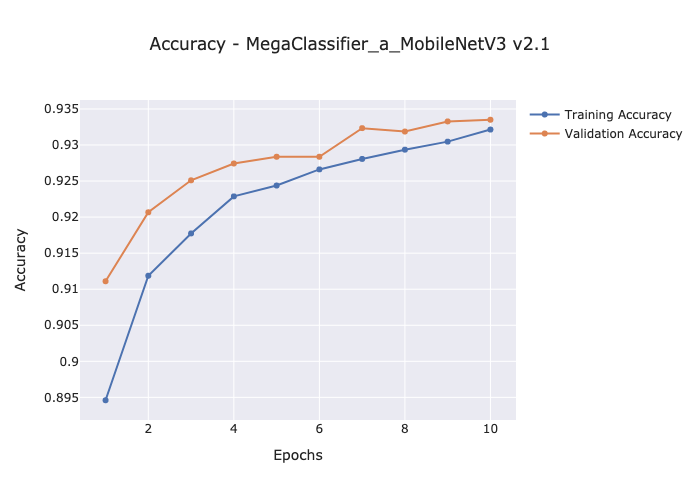 Accuracy - MegaClassifier_a_MobileNetV3 v2.1
0.935
0.93
0.925
0.92
0.915
0.91
0.905
0.9
0.895
Accuracy
2 4 6 8 10
Epochs
Training Accuracy
Validation Accuracy